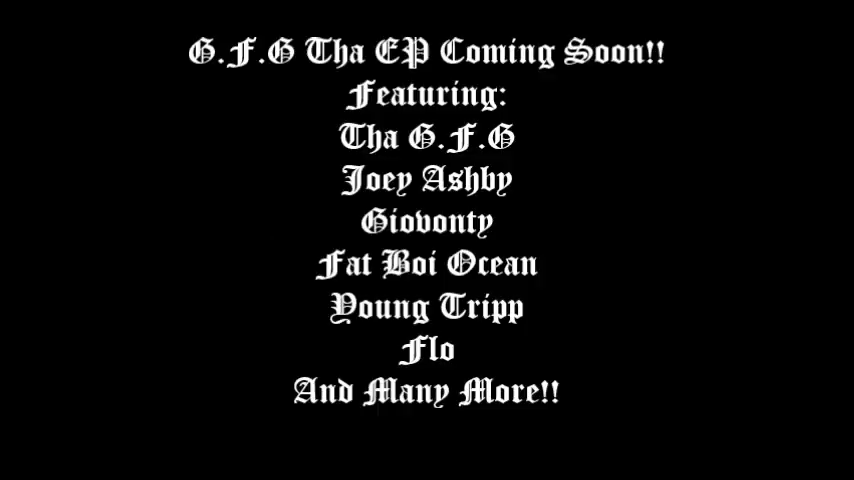 G.F.G Tha EP Coming Soon!!
Featuring:
Tha G.F.G
Joey Ashby
Giovonty
Fat Boi Ocean
Young Tripp
Flo
And Many More!!